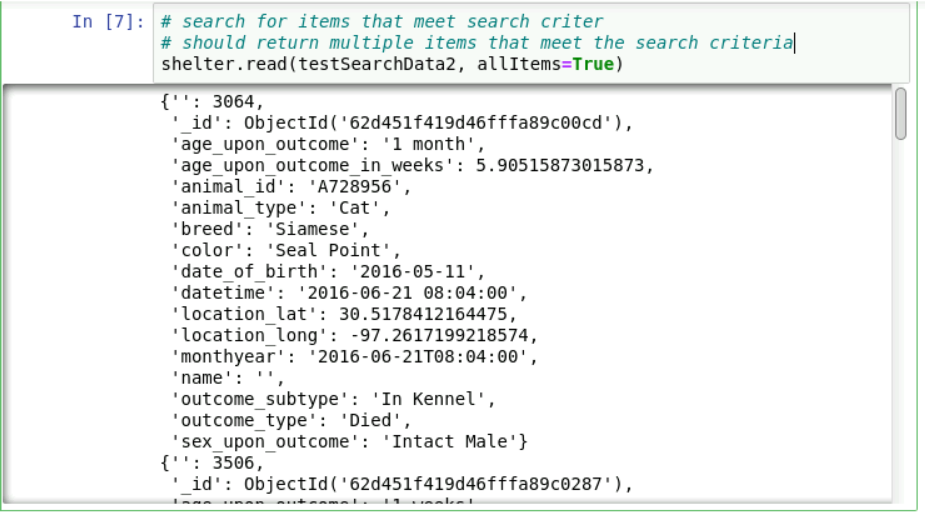 In [7]: # search for items that meet search criter
# should return multiple items that meet the search criteria
shelter.read(testSearchData2, allItems=True)
{'': 3064,
'_id': ObjectId('62d451f419d46fffa89c00cd'),
'age_upon_outcome': '1 month',
'age_upon_outcome_in_weeks': 5.90515873015873,
'animal_id': 'A728956',
'animal_type': 'Cat',
'breed': 'Siamese',
'color': 'Seal Point',
'date_of_birth': '2016-05-11',
'datetime': '2016-06-21 08:04:00',
'location_lat': 30.5178412164475,
'location_long': -97.2617199218574,
'monthyear': '2016-06-21T08:04:00',
'name': '',
'outcome_subtype': 'In Kennel',
'outcome_type': 'Died',
'sex_upon_outcome': 'Intact Male'}
{'': 3506,
'_id': ObjectId('62d451f419d46fffa89c0287'),